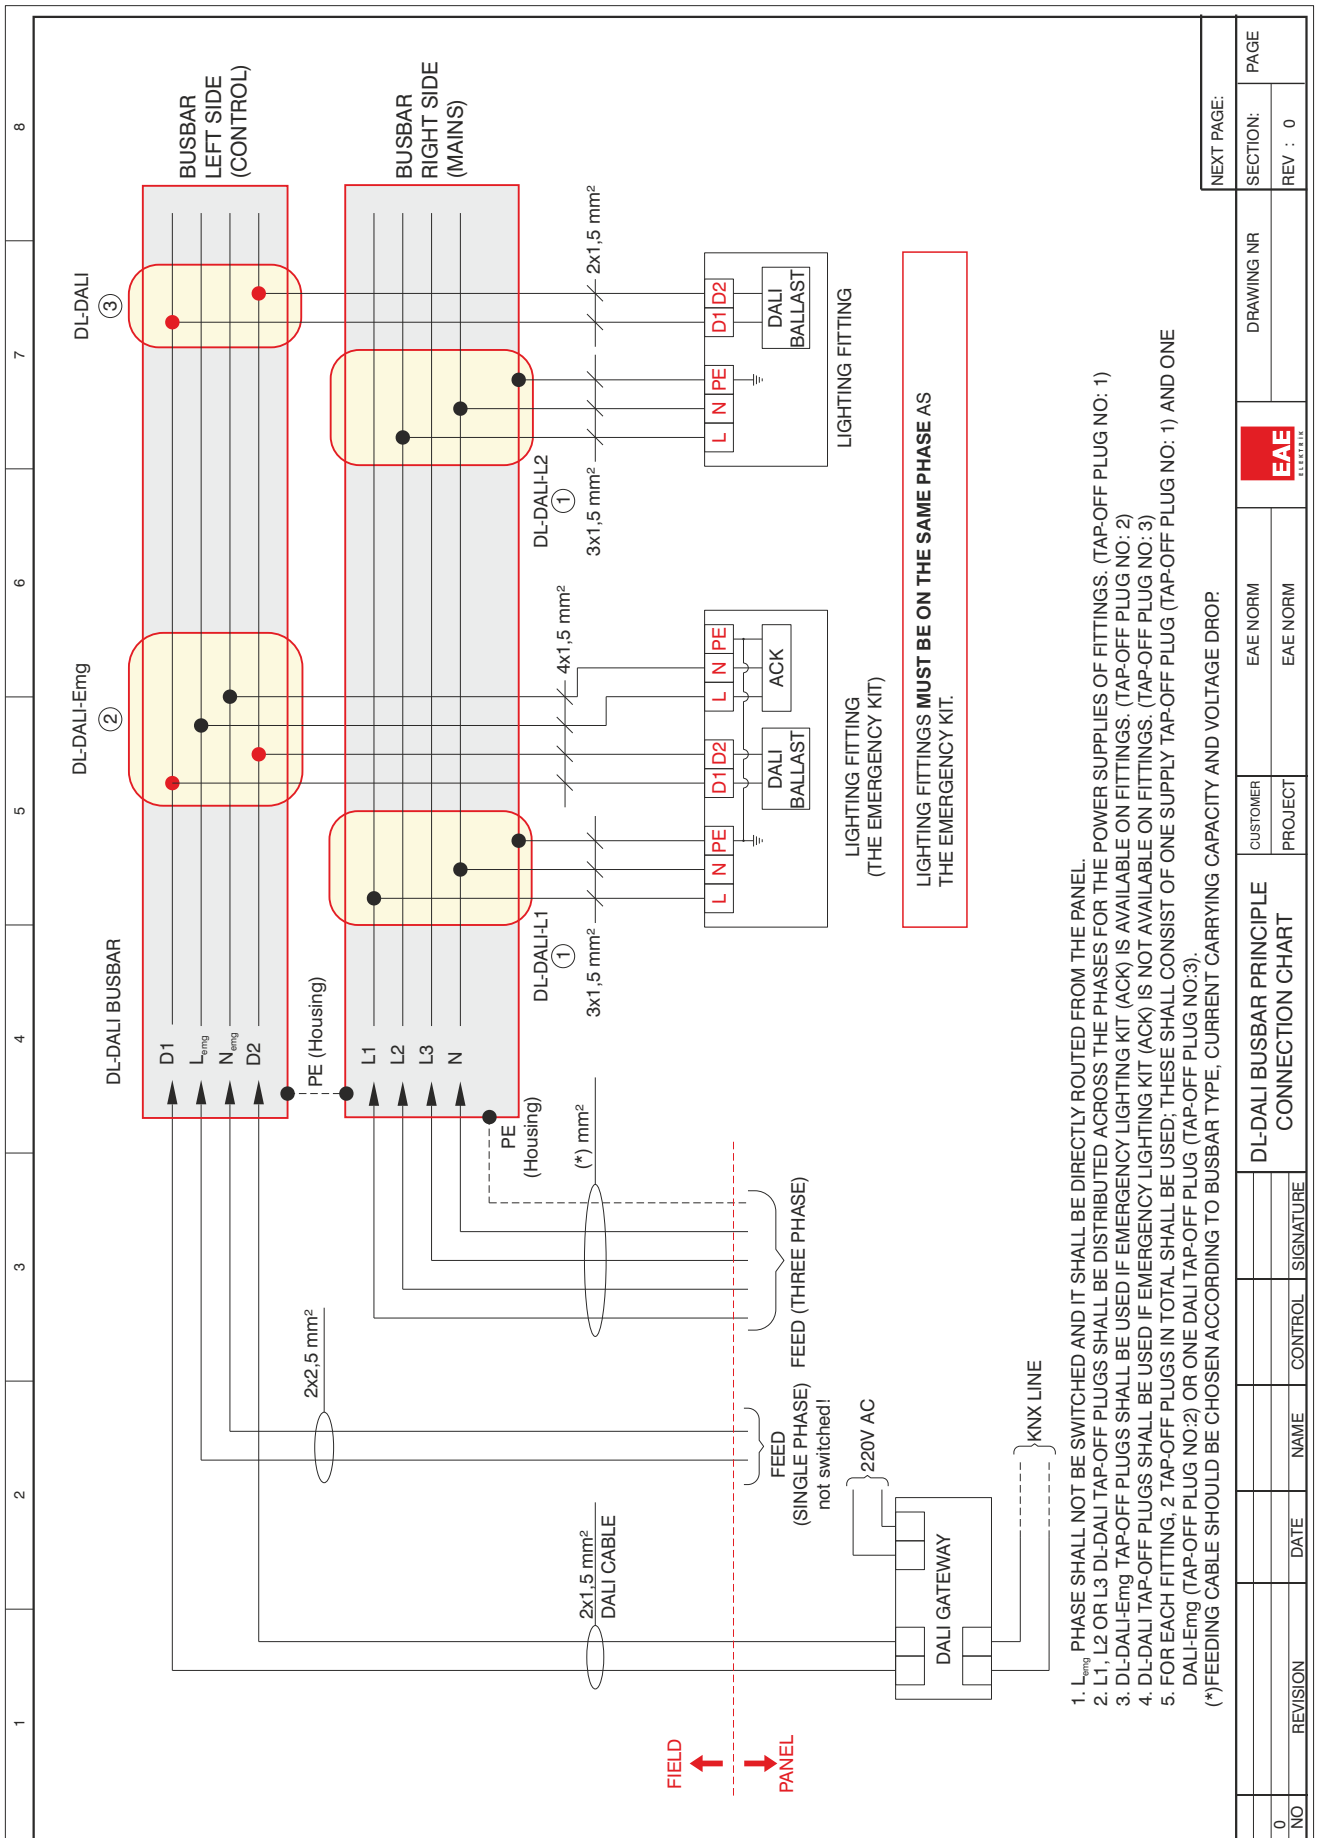 1
2
3
4
5
6
7
8
DL-DALI BUSBAR
DL-DALI-Emg
2
DL-DALI
3
BUSBAR
LEFT SIDE
(CONTROL)
D1
Lemg
Nemg
D2
PE (Housing)
BUSBAR
RIGHT SIDE
(MAINS)
L1
L2
L3
N
PE
(Housing)
DL-DALI-L1
1
3x1,5 mm²
4x1,5 mm²
DL-DALI-L2
1
3x1,5 mm²
2x1,5 mm²
2x2,5 mm²
(*) mm²
2x1,5 mm²
DALI CABLE
L N PE D1 D2 L N PE
DALI
BALLAST
ACK
LIGHTING FITTING
(THE EMERGENCY KIT)
L N PE D1 D2
DALI
BALLAST
LIGHTING FITTING
FIELD
PANEL
FEED
(SINGLE PHASE)
not switched!
FEED (THREE PHASE)
220V AC
DALI GATEWAY
KNX LINE
LIGHTING FITTINGS MUST BE ON THE SAME PHASE AS
THE EMERGENCY KIT.
1. Lemg PHASE SHALL NOT BE SWITCHED AND IT SHALL BE DIRECTLY ROUTED FROM THE PANEL.
2. L1, L2 OR L3 DL-DALI TAP-OFF PLUGS SHALL BE DISTRIBUTED ACROSS THE PHASES FOR THE POWER SUPPLIES OF FITTINGS. (TAP-OFF PLUG NO: 1)
3. DL-DALI-Emg TAP-OFF PLUGS SHALL BE USED IF EMERGENCY LIGHTING KIT (ACK) IS AVAILABLE ON FITTINGS. (TAP-OFF PLUG NO: 2)
4. DL-DALI TAP-OFF PLUGS SHALL BE USED IF EMERGENCY LIGHTING KIT (ACK) IS NOT AVAILABLE ON FITTINGS. (TAP-OFF PLUG NO: 3)
5. FOR EACH FITTING, 2 TAP-OFF PLUGS IN TOTAL SHALL BE USED; THESE SHALL CONSIST OF ONE SUPPLY TAP-OFF PLUG (TAP-OFF PLUG NO: 1) AND ONE
DALI-Emg (TAP-OFF PLUG NO:2) OR ONE DALI TAP-OFF PLUG (TAP-OFF PLUG NO:3).
(*)FEEDING CABLE SHOULD BE CHOSEN ACCORDING TO BUSBAR TYPE, CURRENT CARRYING CAPACITY AND VOLTAGE DROP.
NEXT PAGE:
0
NO REVISION DATE NAME CONTROL SIGNATURE
DL-DALI BUSBAR PRINCIPLE
CONNECTION CHART
CUSTOMER EAE NORM
PROJECT EAE NORM
EAE
ELEKTRİK
DRAWING NR
SECTION:
REV : 0
PAGE